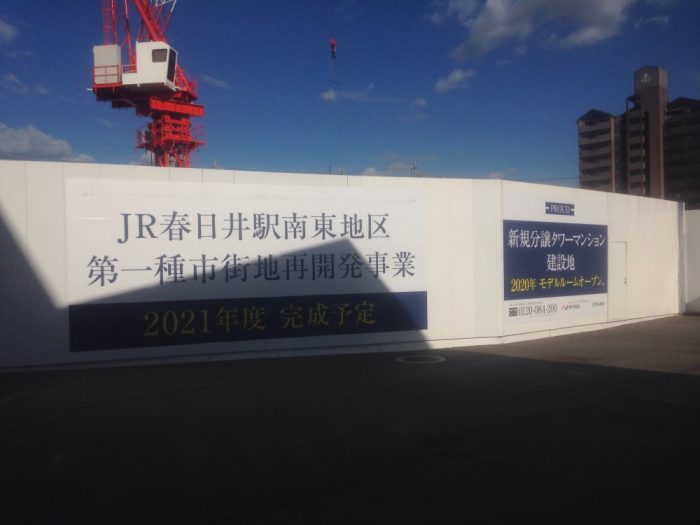 JR春日井駅南東地区
第一種市街地再開発事業
2021年度 完成予定
PROUD
新規分譲タワーマンション
建設地
2020年 モデルルームオープン。
0120-084-200